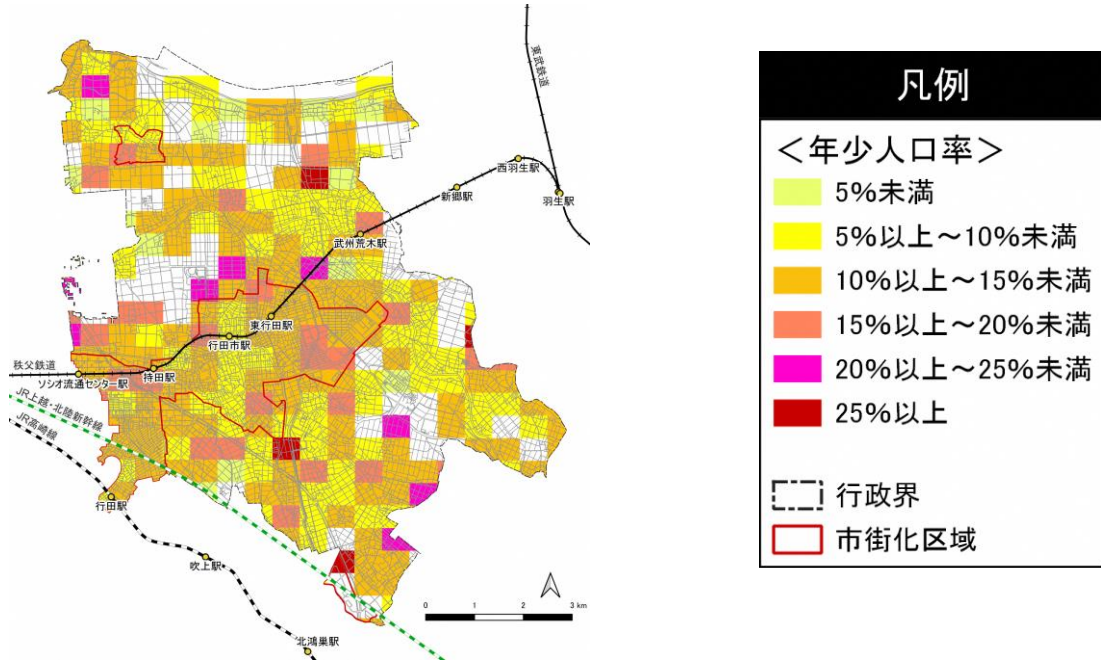 東武鉄道
西羽生駅
新郷駅
羽生駅
武州荒木駅
東行田駅
行田市駅
秩父鉄道
持田駅
ソシオ流通センター駅
JR上越・北陸新幹線
JR高崎線
行田駅
吹上駅
北鴻巣駅
0 1 2 3 km
凡例
＜年少人口率＞
5%未満
5%以上～10%未満
10%以上～15%未満
15%以上～20%未満
20%以上～25%未満
25%以上
行政界
市街化区域